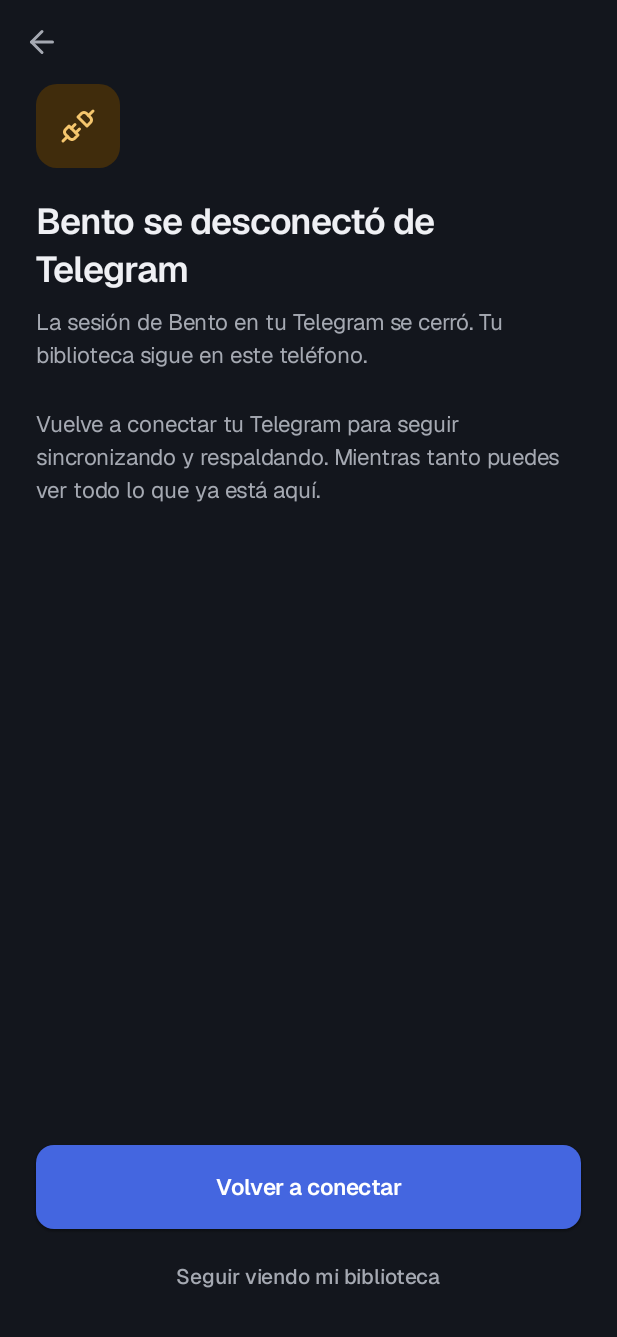 Bento se desconectó de
Telegram
La sesión de Bento en tu Telegram se cerró. Tu
biblioteca sigue en este teléfono.
Vuelve a conectar tu Telegram para seguir
sincronizando y respaldando. Mientras tanto puedes
ver todo lo que ya está aquí.
Volver a conectar
Seguir viendo mi biblioteca